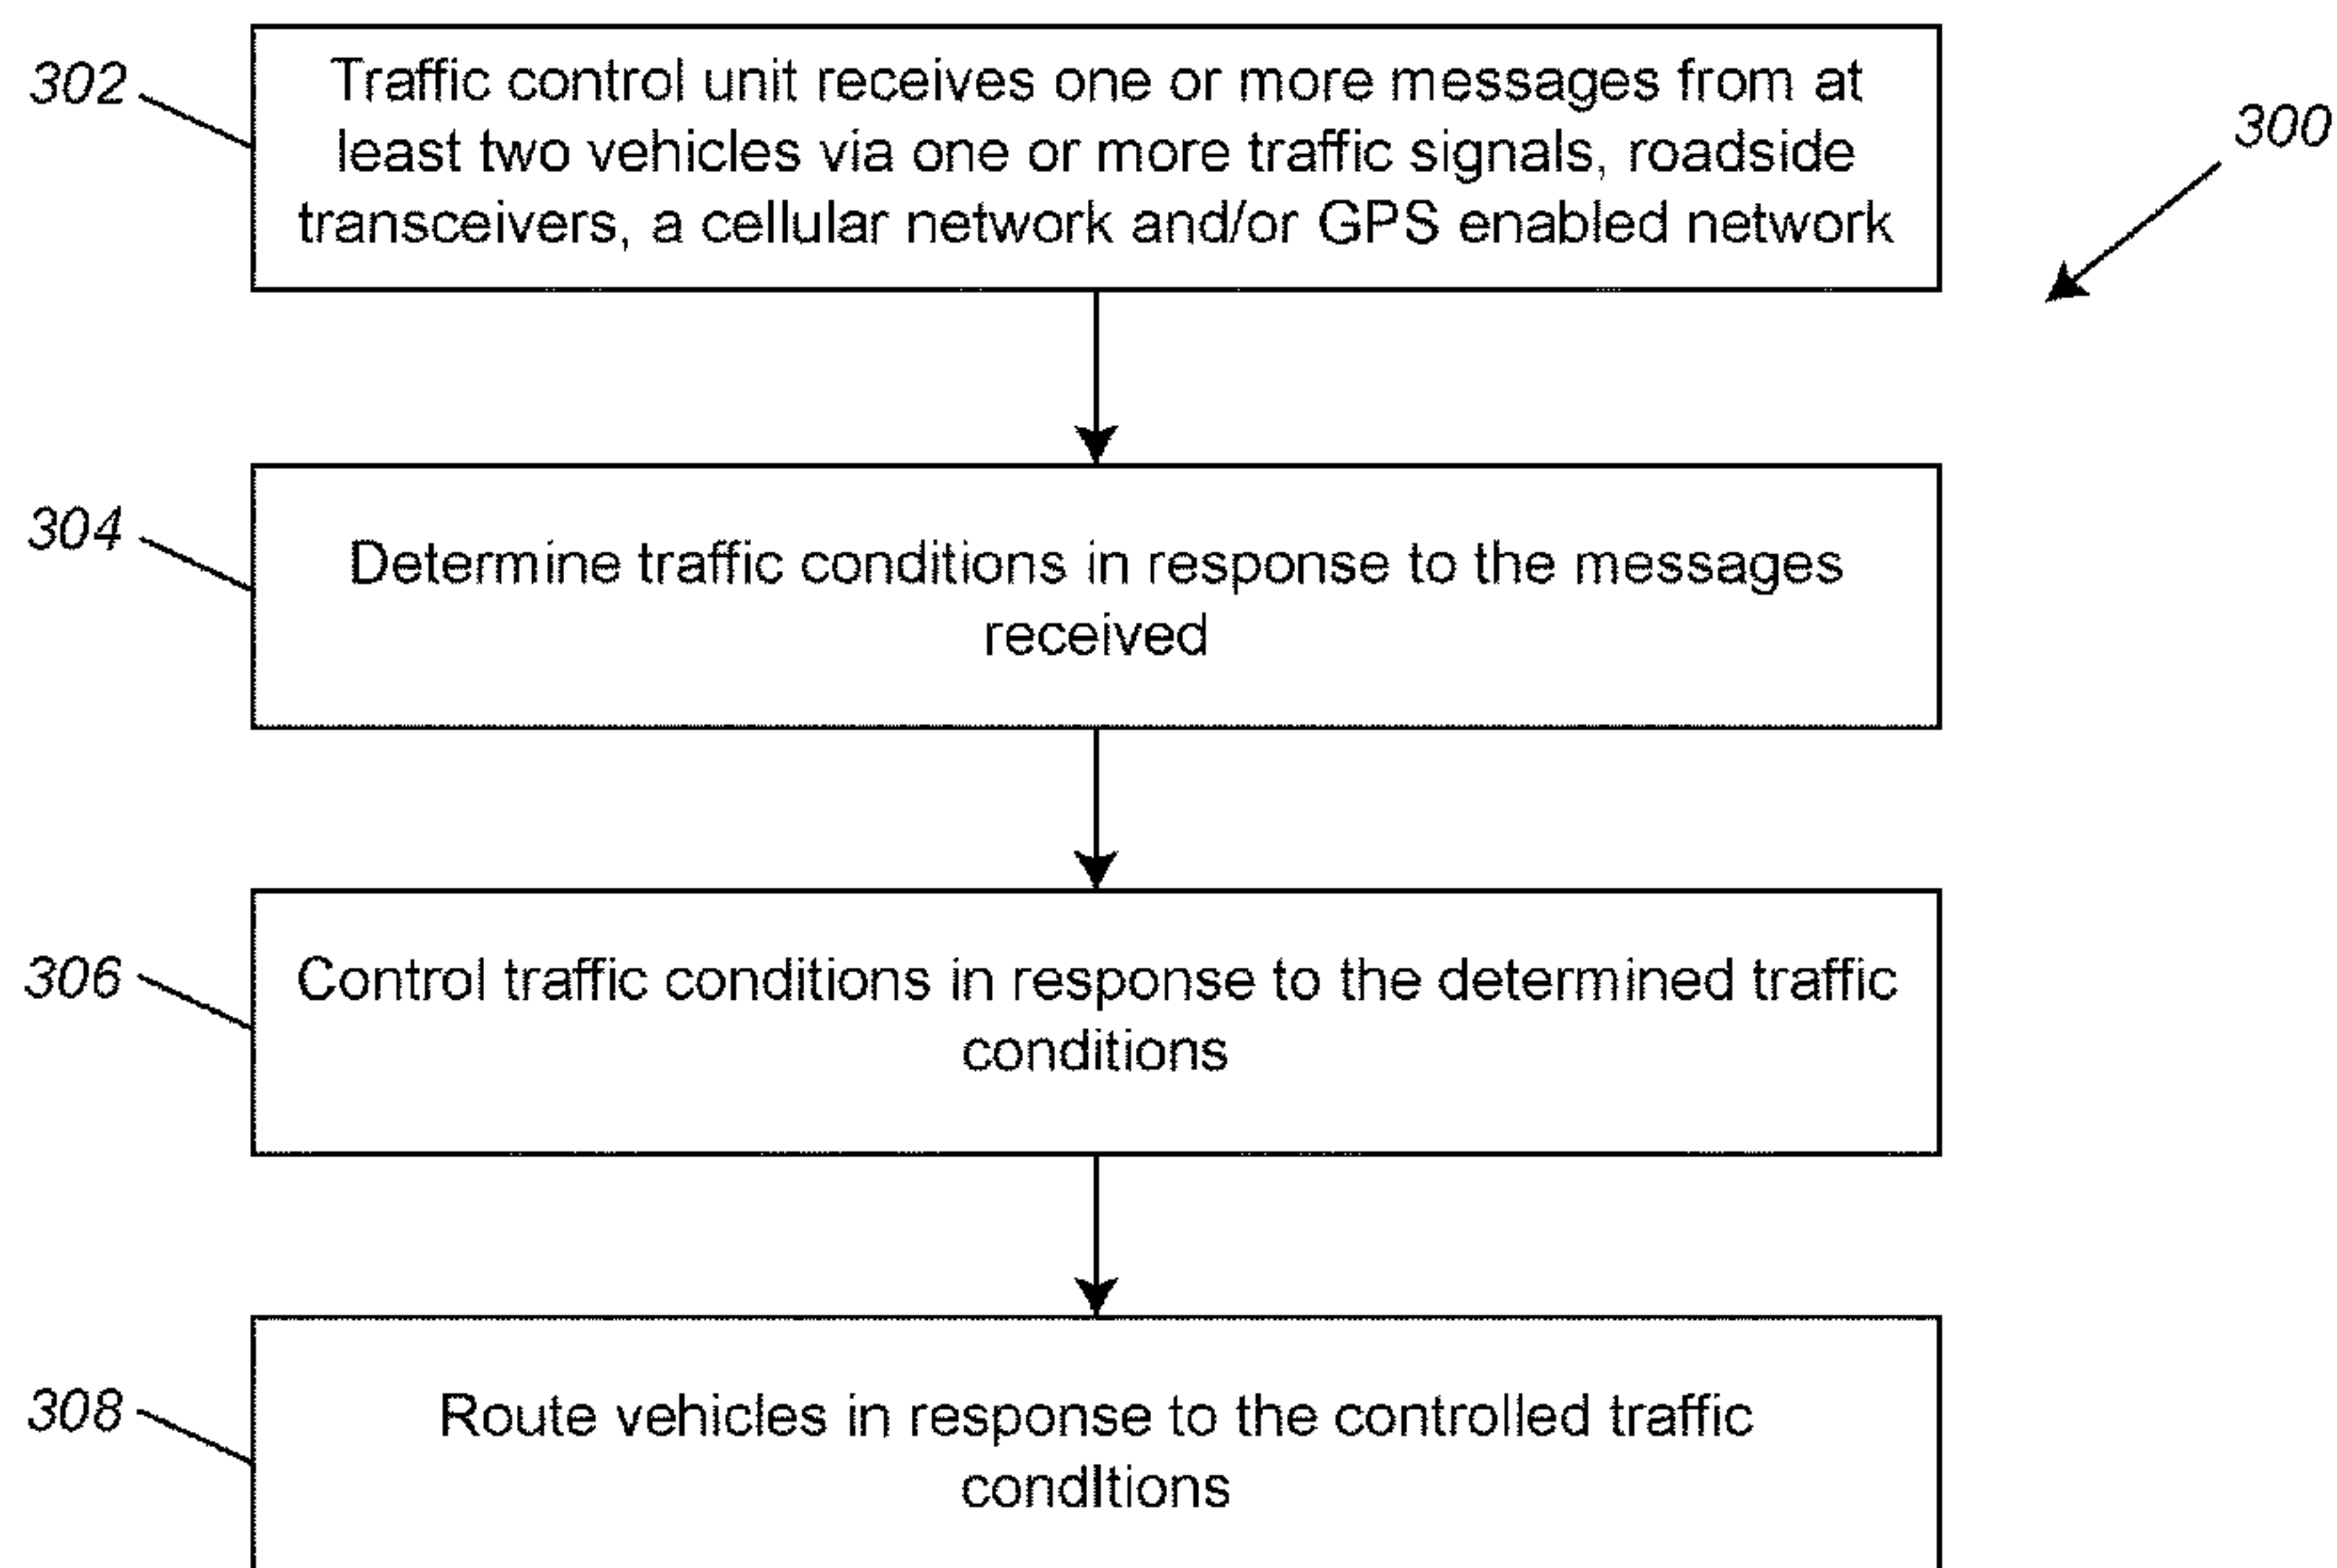 302
Traffic control unit receives one or more messages from at
least two vehicles via one or more traffic signals, roadside
transceivers, a cellular network and/or GPS enabled network
300
304
Determine traffic conditions in response to the messages
received
306
Control traffic conditions in response to the determined traffic
conditions
308
Route vehicles in response to the controlled traffic
conditions